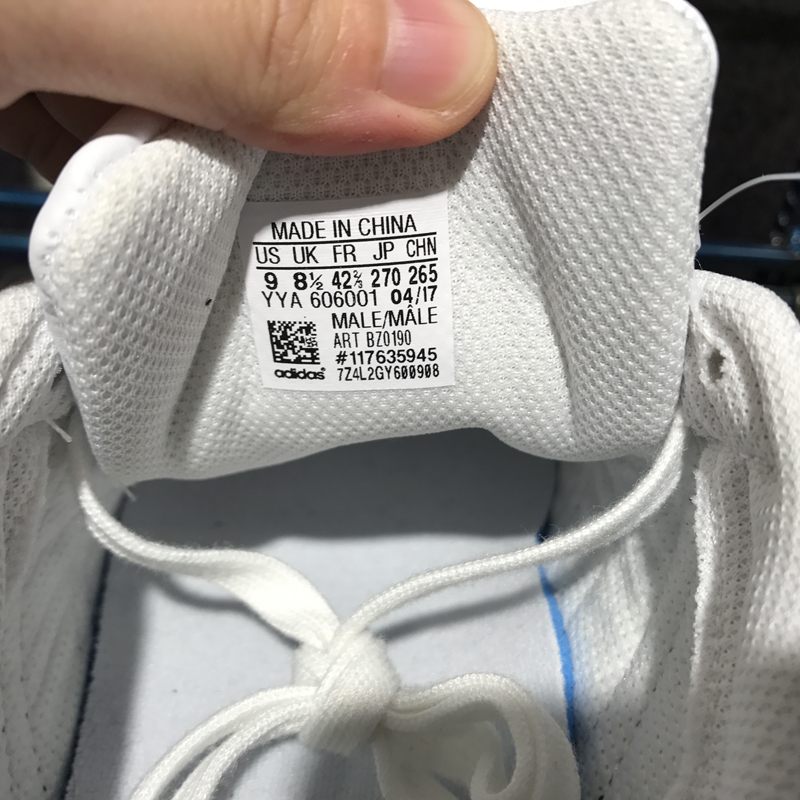 MADE IN CHINA
US UK FR JP CHN
9 8½ 42⅔ 270 265
YYA 606001 04/17
MALE/MÂLE
ART BZ0190
#117635945
adidas® 7Z4L2GY600908